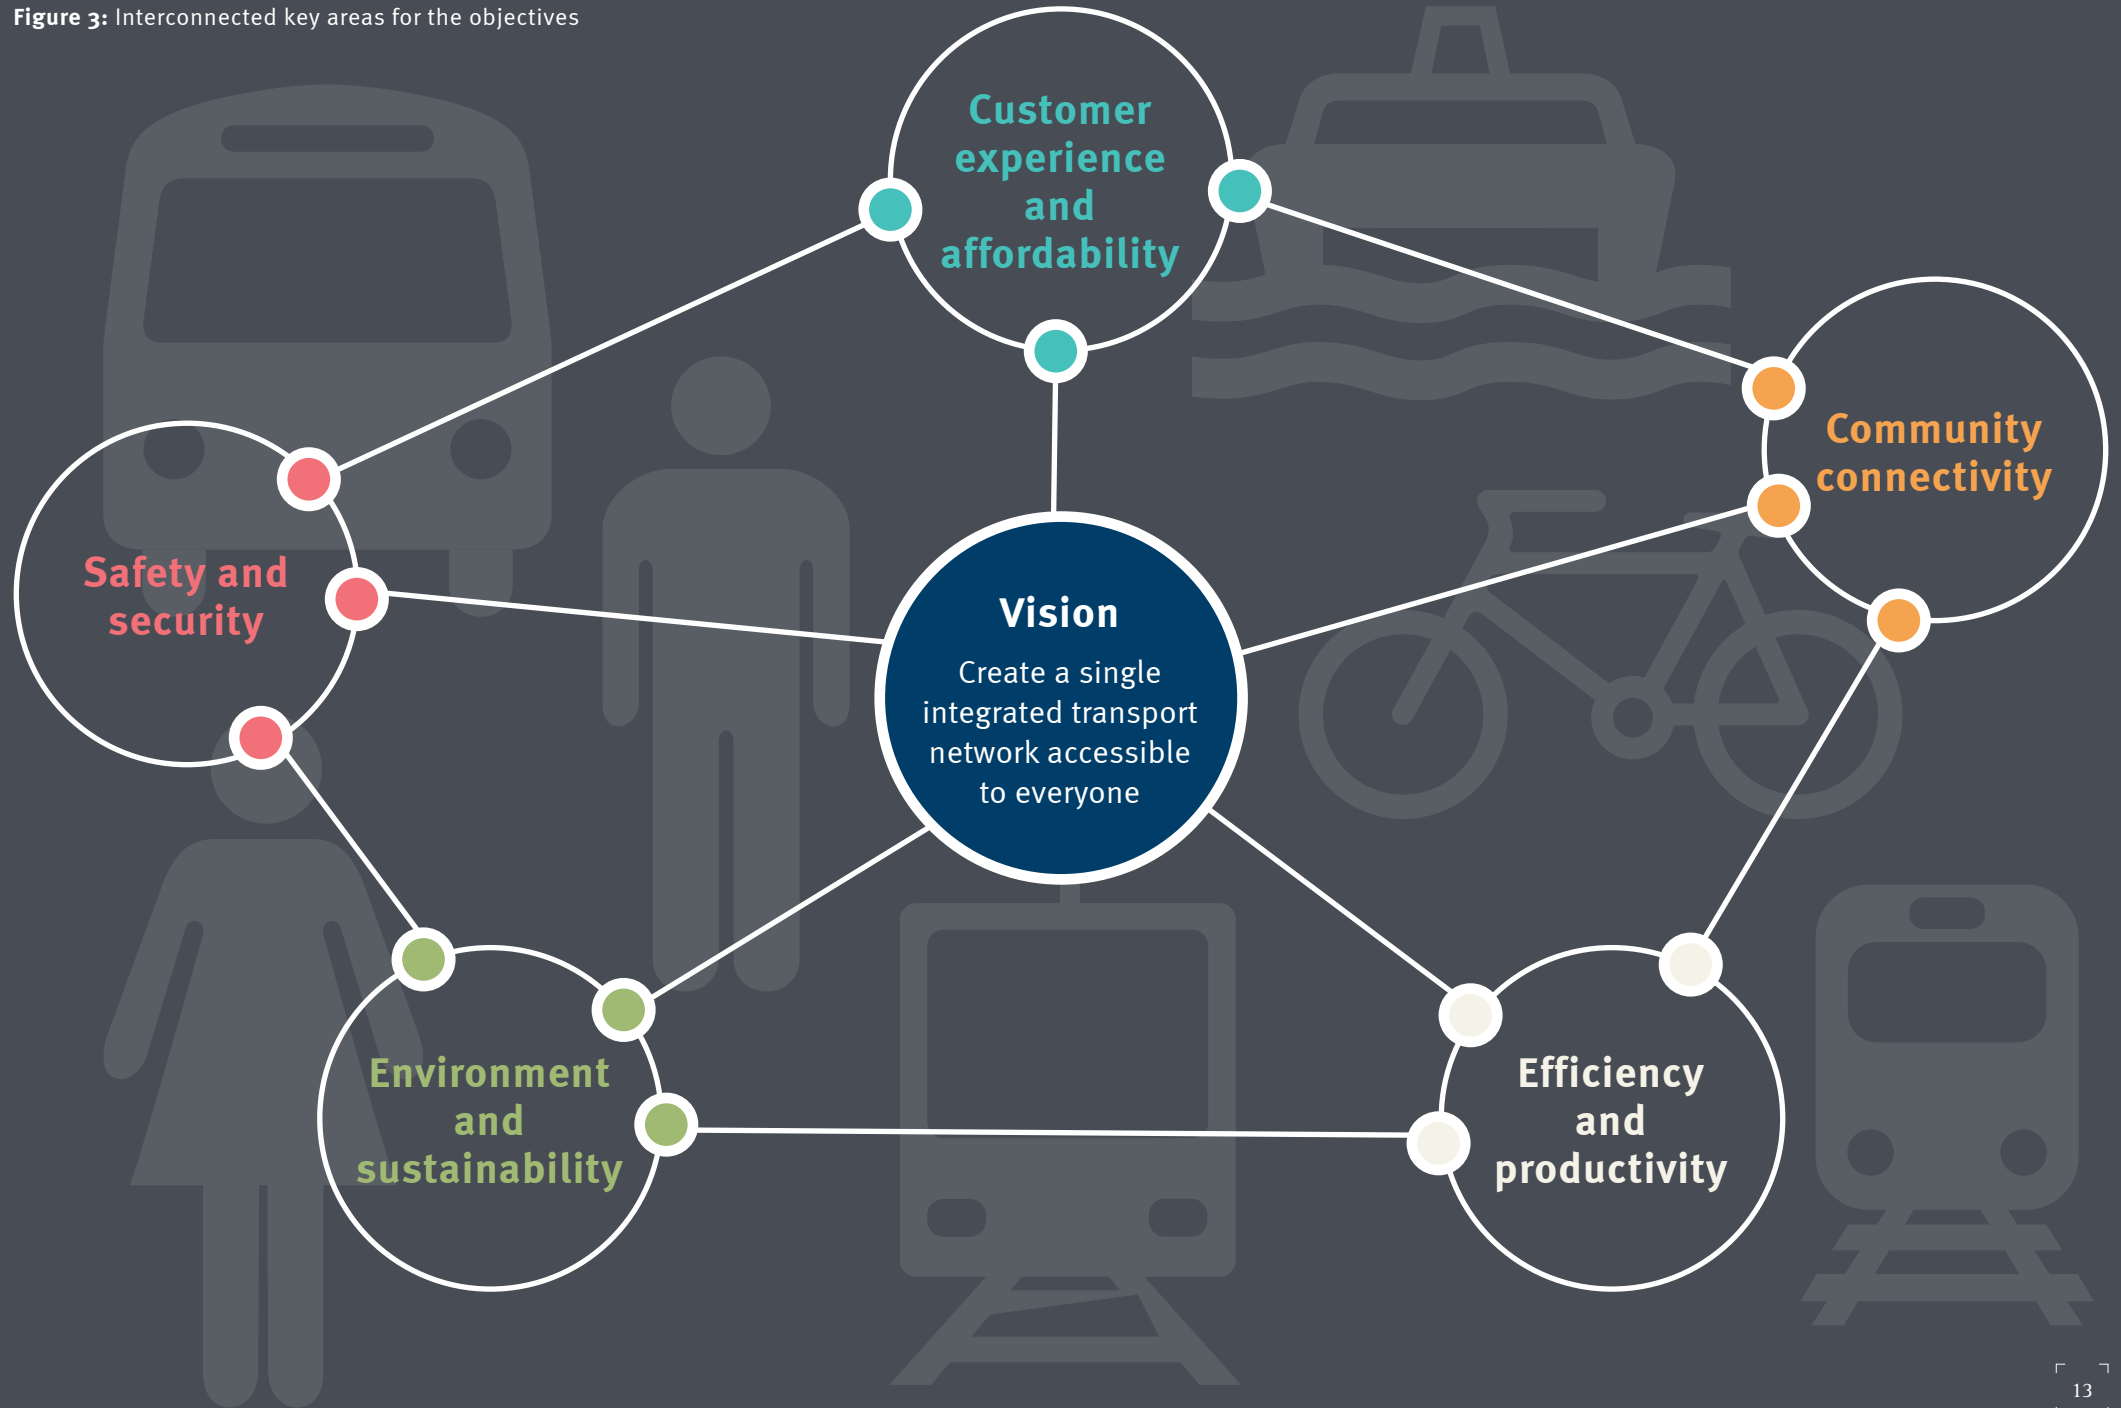 Figure 3: Interconnected key areas for the objectives
Customer
experience
and
affordability
Community
connectivity
Safety and
security
Vision
Create a single
integrated transport
network accessible
to everyone
Environment
and
sustainability
Efficiency
and
productivity
13